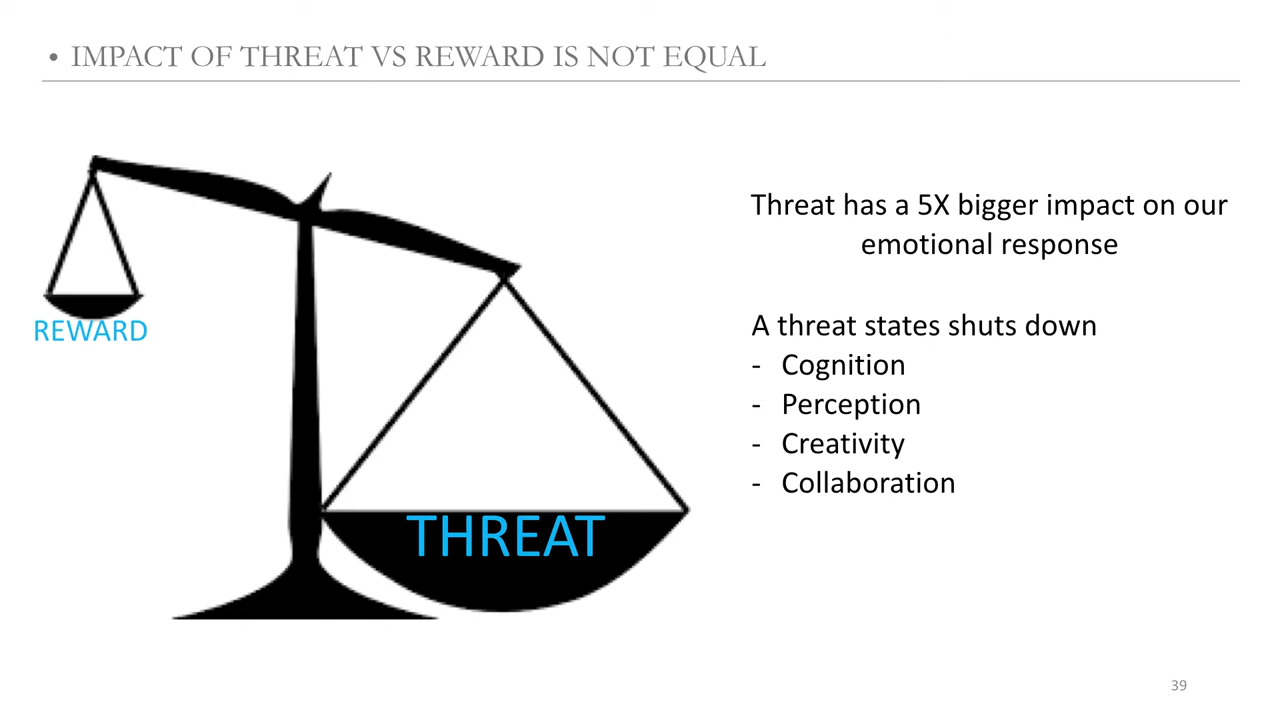 • IMPACT OF THREAT VS REWARD IS NOT EQUAL
REWARD
THREAT
Threat has a 5X bigger impact on our
emotional response
A threat states shuts down
- Cognition
- Perception
- Creativity
- Collaboration
39